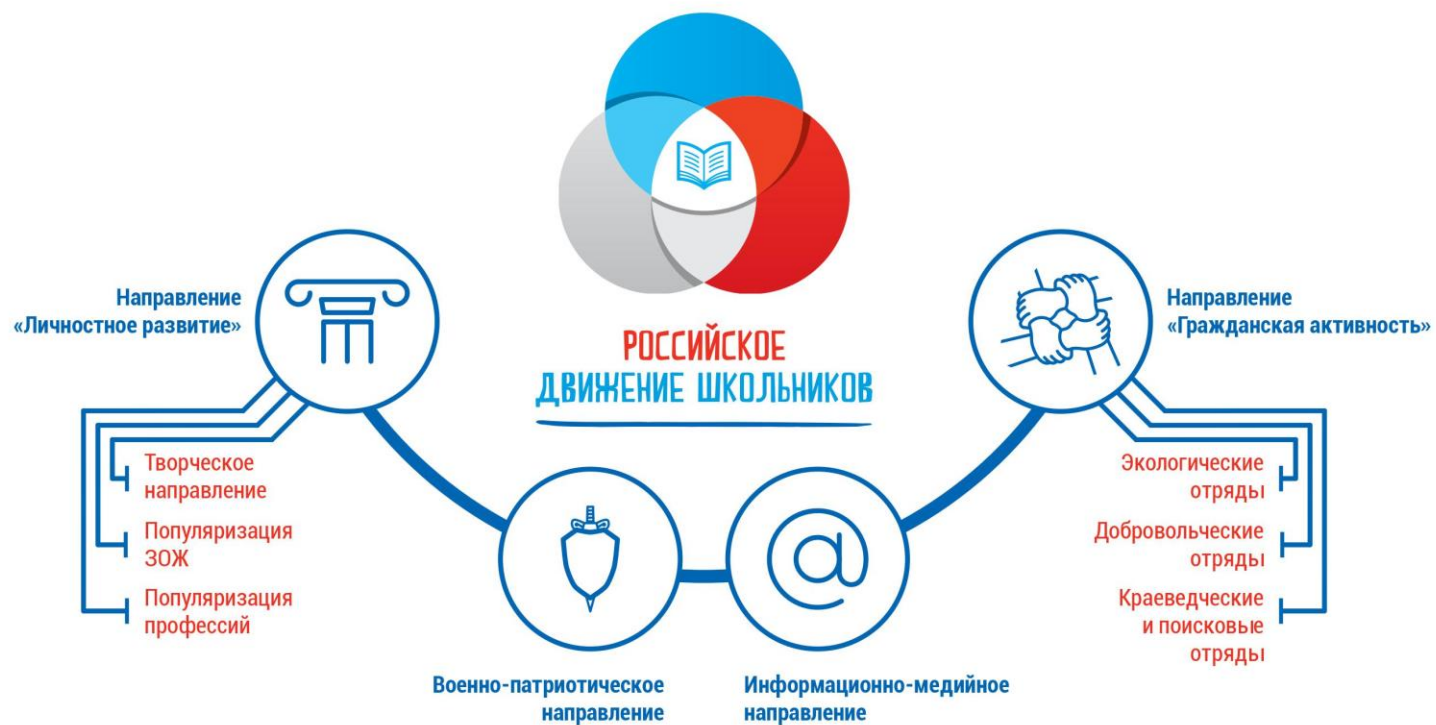 РОССИЙСКОЕ
ДВИЖЕНИЕ ШКОЛЬНИКОВ
Направление
«Личностное развитие»
Творческое
направление
Популяризация
ЗОЖ
Популяризация
профессий
Военно-патриотическое
направление
@
Информационно-медийное
направление
Направление
«Гражданская активность»
Экологические
отряды
Добровольческие
отряды
Краеведческие
и поисковые
отряды